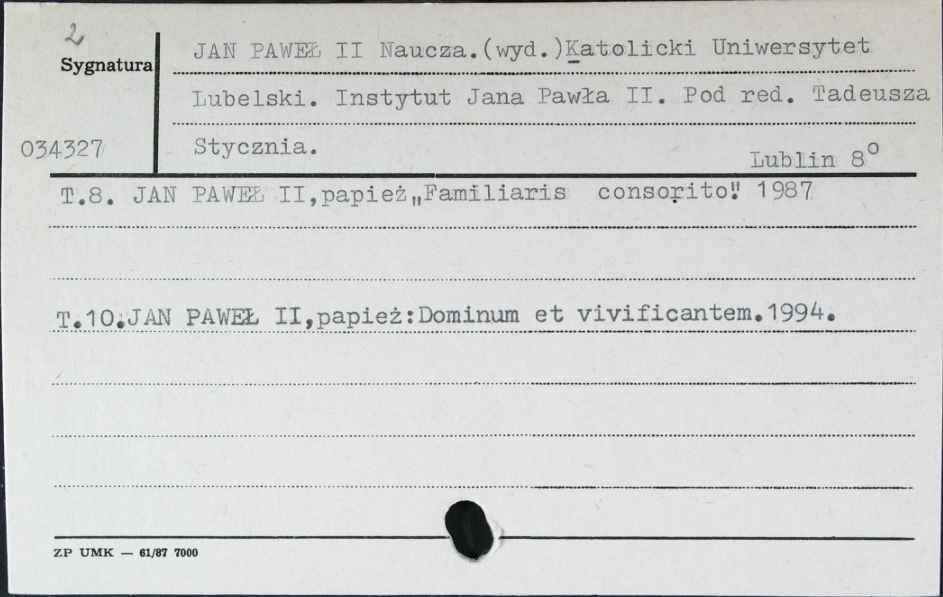 2
Sygnatura
JAN PAWEŁ II Naucza.(wyd.)Katolicki Uniwersytet
Lubelski. Instytut Jana Pawła II. Pod red. Tadeusza
034327
Stycznia.
Lublin 8°
T.8. JAN PAWEŁ II,papież„Familiaris consorito". 1987
T.10.JAN PAWEŁ II,papież:Dominum et vivificantem.1994.
ZP UMK — 61/87 7000